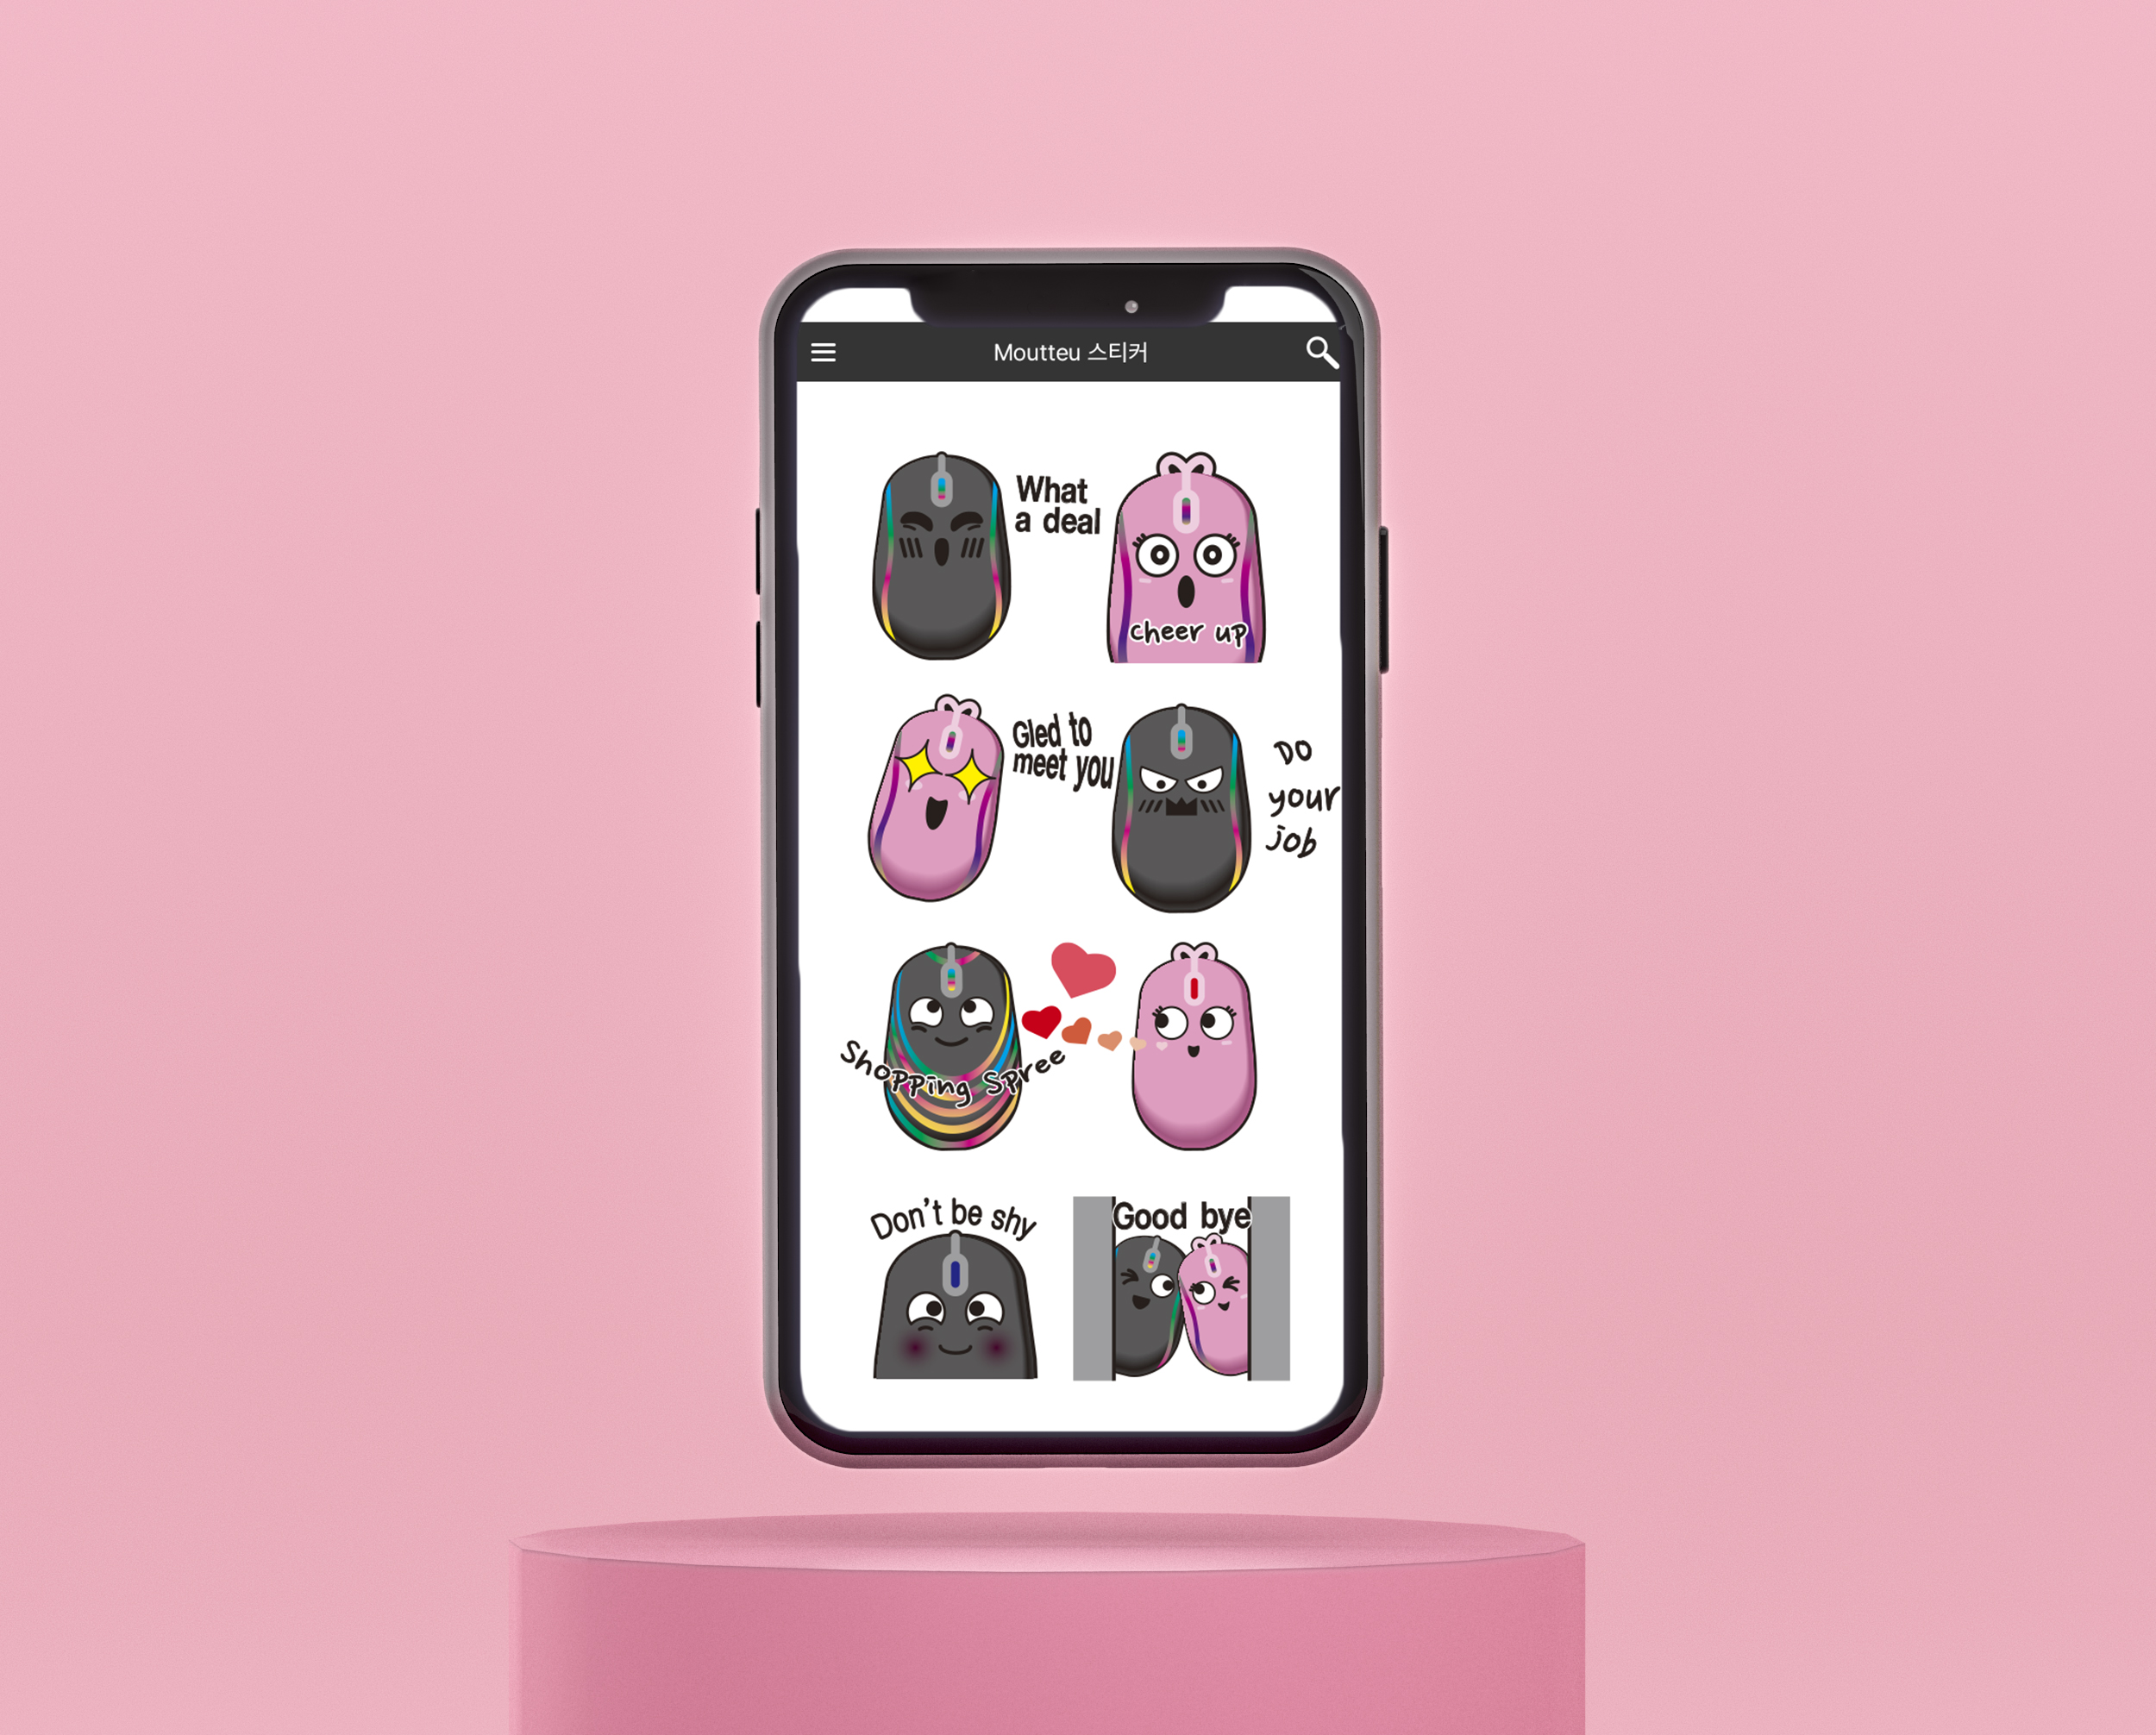 Moutteu 스티커
What
a deal
cheer up
Gled to
meet you
DO
your
job
Shopping Spree
Don't be shy
Good bye